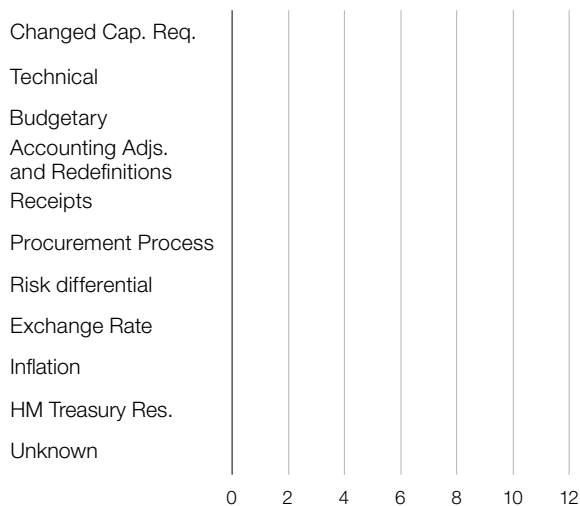 Changed Cap. Req.
Technical
Budgetary
Accounting Adjs.
and Redefinitions
Receipts
Procurement Process
Risk differential
Exchange Rate
Inflation
HM Treasury Res.
Unknown
0 2 4 6 8 10 12